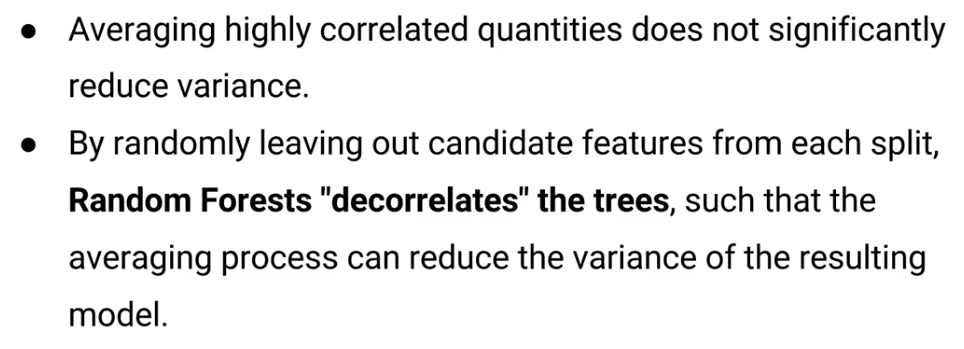 ● Averaging highly correlated quantities does not significantly
reduce variance.
● By randomly leaving out candidate features from each split,
Random Forests "decorrelates" the trees, such that the
averaging process can reduce the variance of the resulting
model.